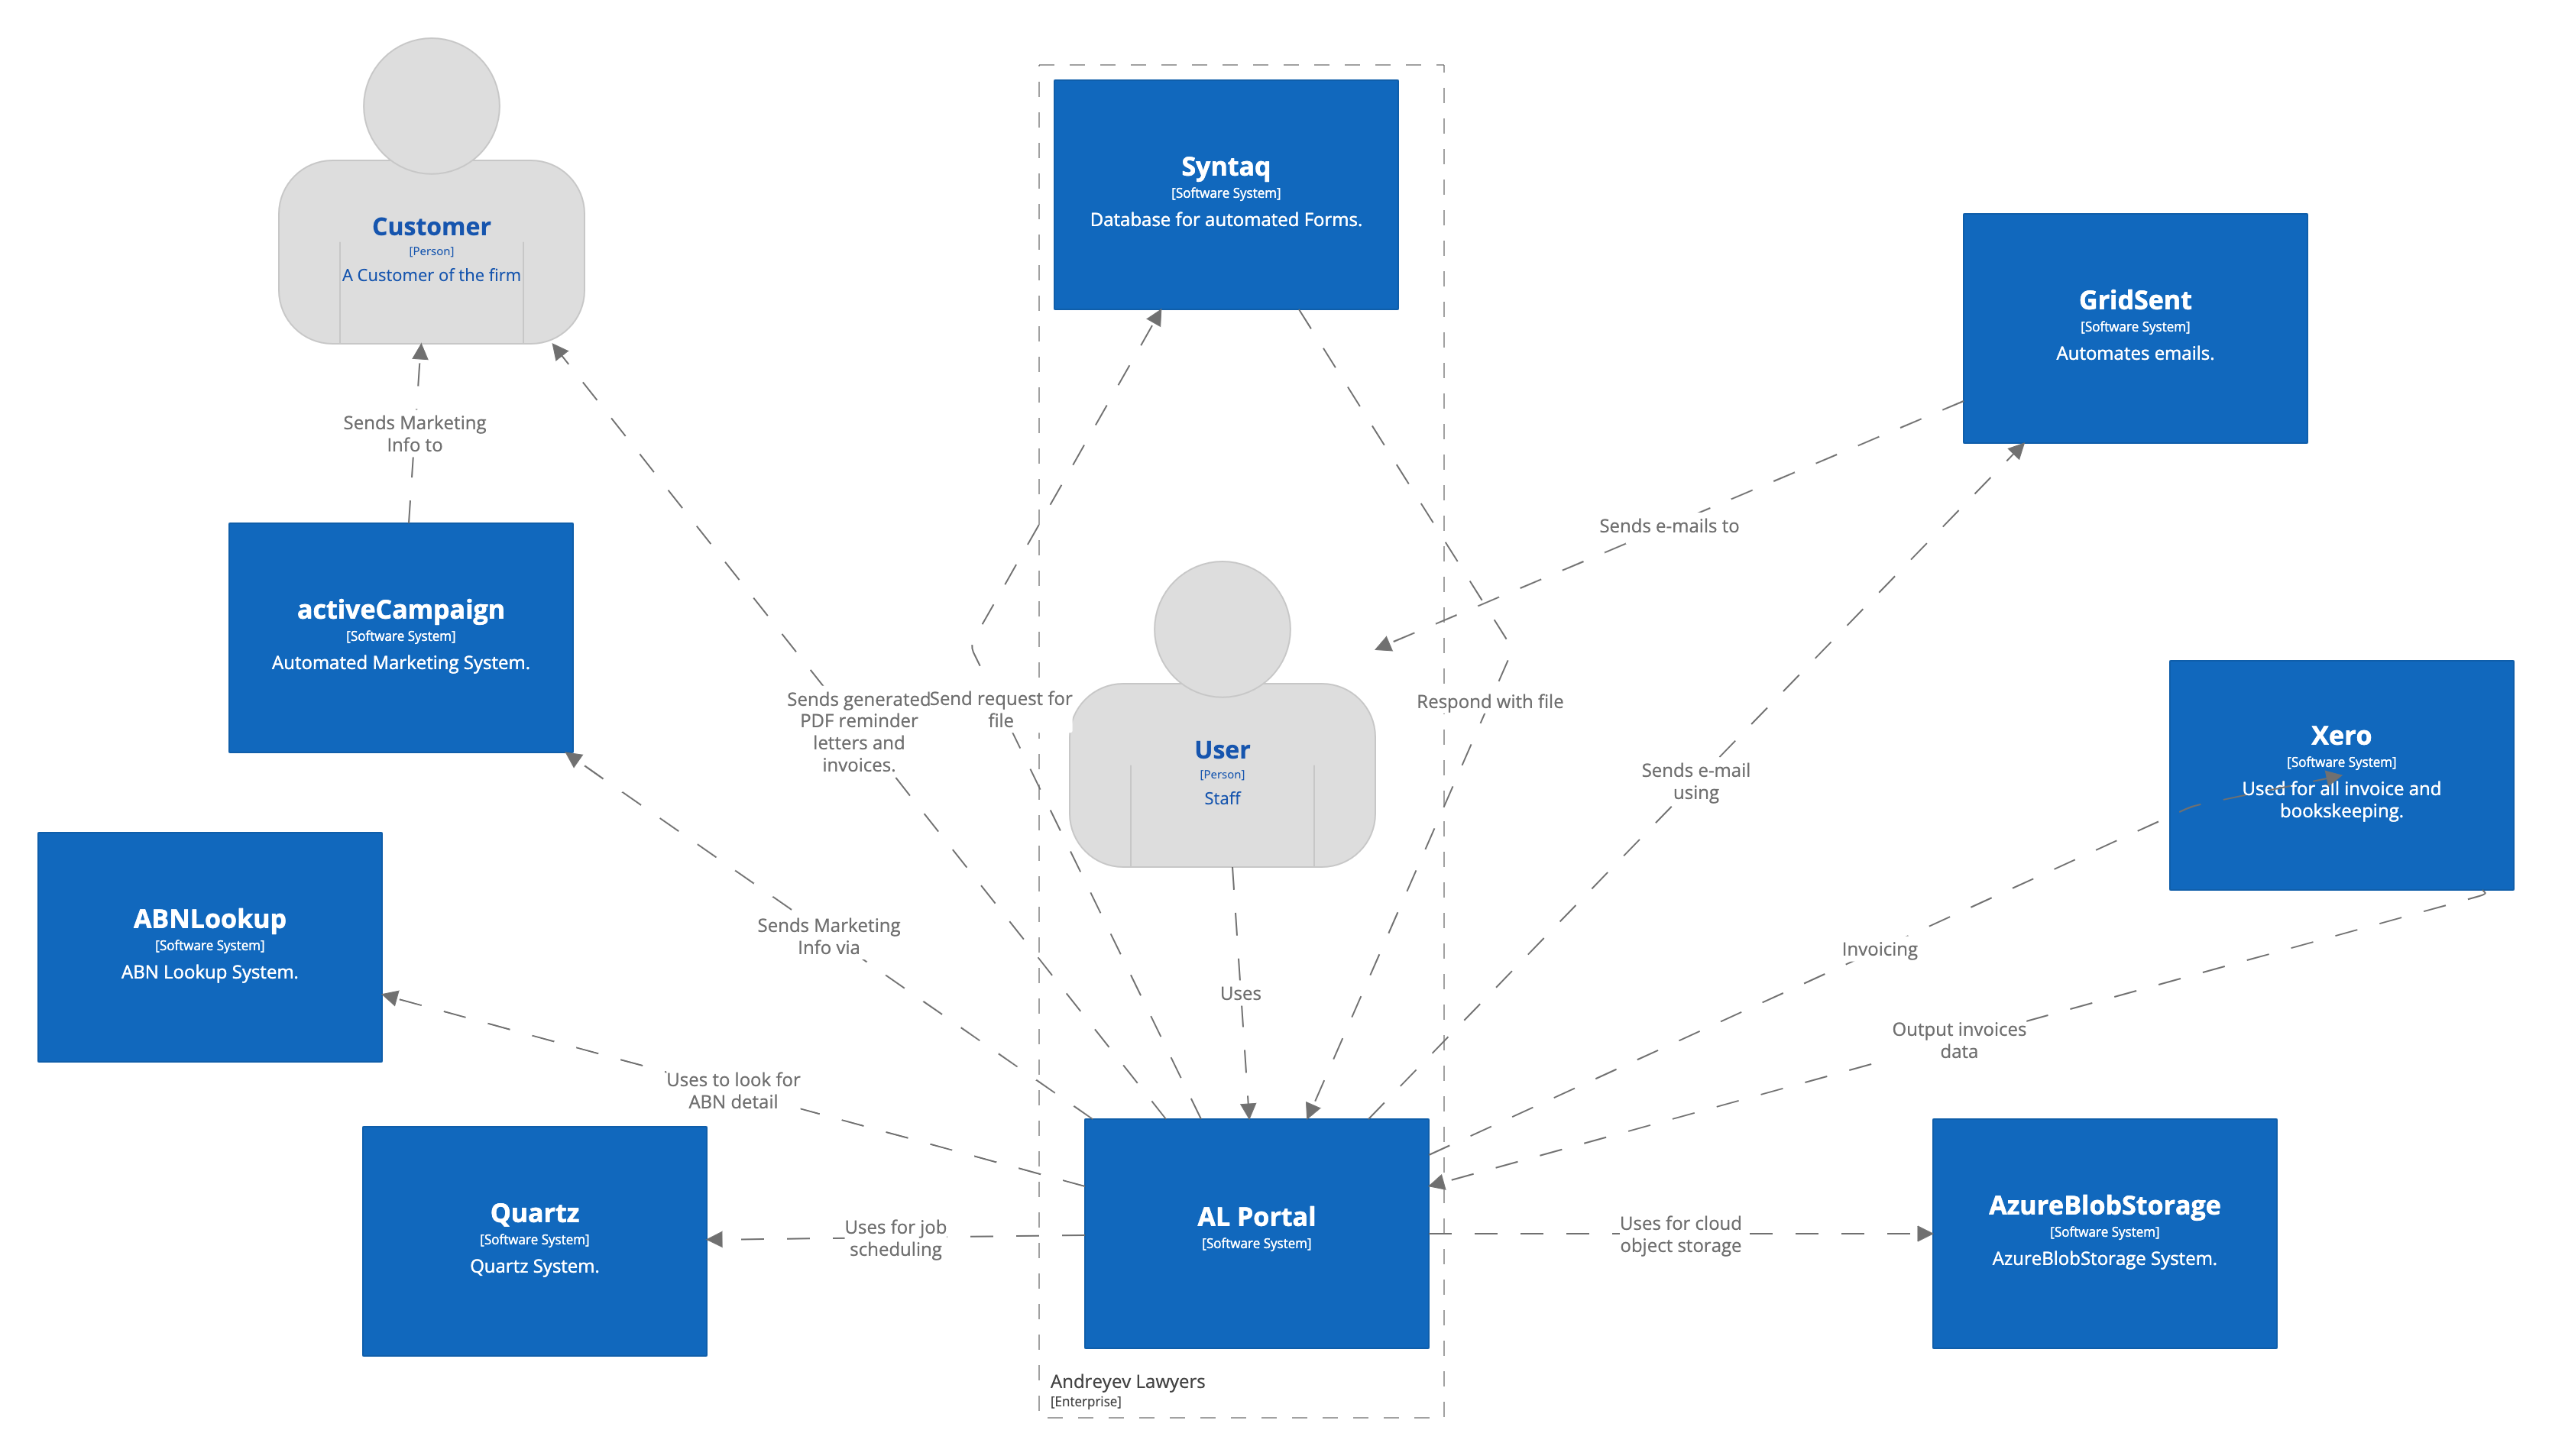 Customer
[Person]
A Customer of the firm
Syntaq
[Software System]
Database for automated Forms.
GridSent
[Software System]
Automates emails.
Sends Marketing
Info to
Sends e-mails to
activeCampaign
[Software System]
Automated Marketing System.
Sends generated
PDF reminder
letters and
invoices.
Send request for
file
Respond with file
User
[Person]
Staff
Sends e-mail
using
Xero
[Software System]
Used for all invoice and
bookskeeping.
ABNLookup
[Software System]
ABN Lookup System.
Sends Marketing
Info via
Uses
Invoicing
Output invoices
data
Uses to look for
ABN detail
Quartz
[Software System]
Quartz System.
Uses for job
scheduling
AL Portal
[Software System]
Uses for cloud
object storage
AzureBlobStorage
[Software System]
AzureBlobStorage System.
Andreyev Lawyers
[Enterprise]